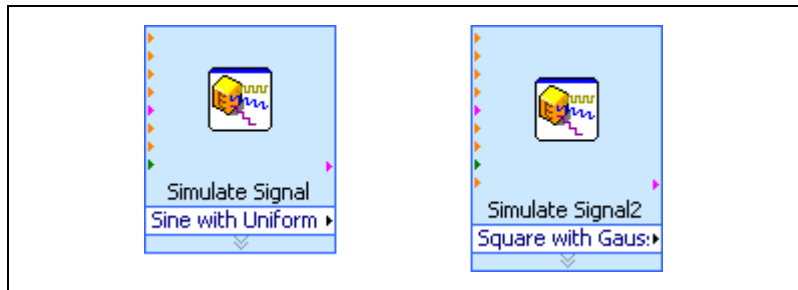 Simulate Signal
Sine with Uniform
Simulate Signal2
Square with Gaus: